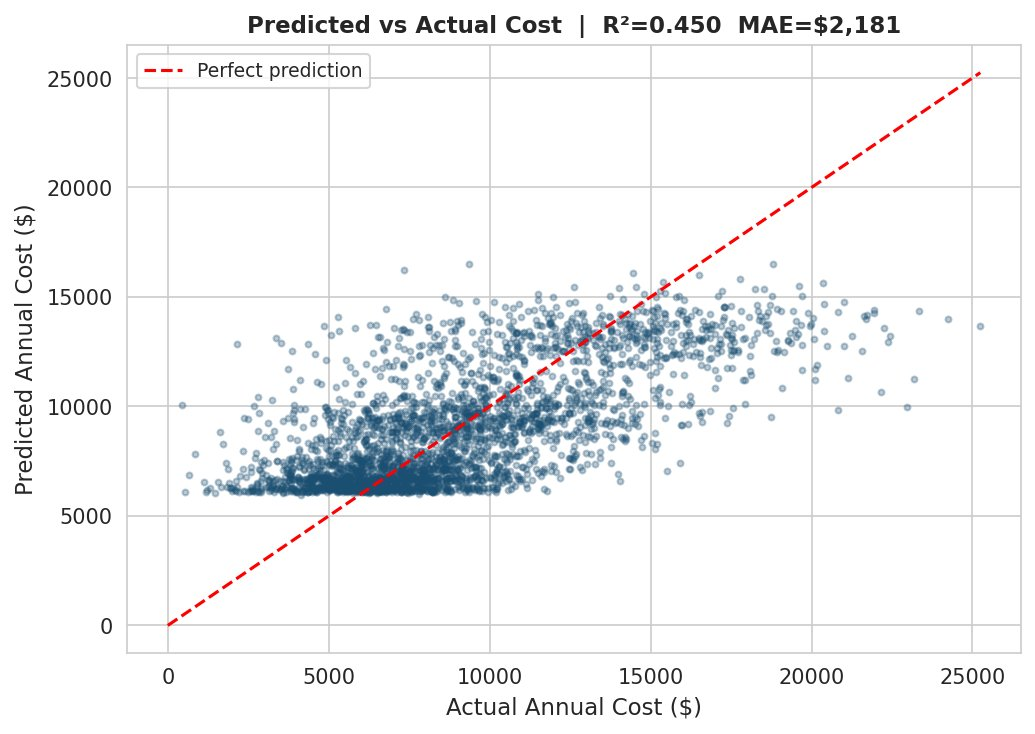 Predicted vs Actual Cost | R²=0.450 MAE=$2,181
Perfect prediction
Predicted Annual Cost ($)
25000
20000
15000
10000
5000
0
0 5000 10000 15000 20000 25000
Actual Annual Cost ($)